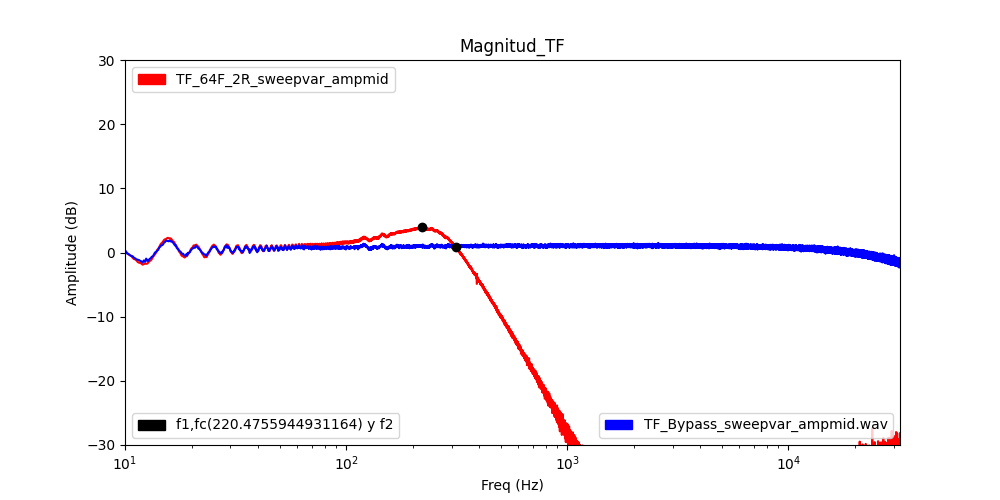 Magnitud_TF
30
20
10
0
−10
−20
−30
Amplitude (dB)
TF_64F_2R_sweepvar_ampmid
f1,fc(220.4755944931164) y f2
TF_Bypass_sweepvar_ampmid.wav
10¹
10²
10³
10⁴
Freq (Hz)